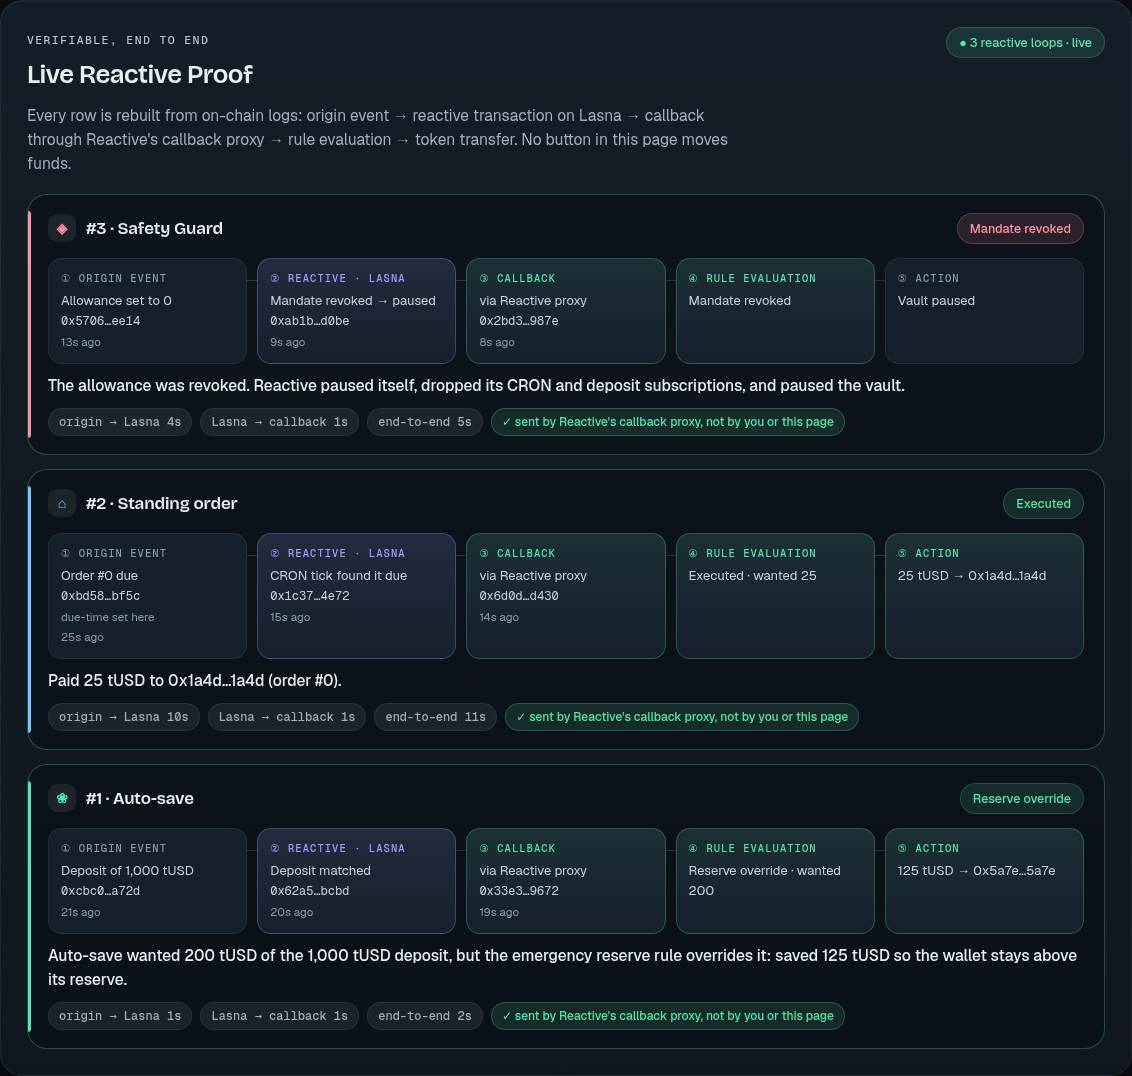 VERIFIABLE, END TO END
● 3 reactive loops · live
Live Reactive Proof
Every row is rebuilt from on-chain logs: origin event → reactive transaction on Lasna → callback
through Reactive's callback proxy → rule evaluation → token transfer. No button in this page moves
funds.
◈ #3 · Safety Guard
Mandate revoked
① ORIGIN EVENT
Allowance set to 0
0x5706…ee14
13s ago
② REACTIVE · LASNA
Mandate revoked → paused
0xab1b…d0be
9s ago
③ CALLBACK
via Reactive proxy
0x2bd3…987e
8s ago
④ RULE EVALUATION
Mandate revoked
⑤ ACTION
Vault paused
The allowance was revoked. Reactive paused itself, dropped its CRON and deposit subscriptions, and paused the vault.
origin → Lasna 4s
Lasna → callback 1s
end-to-end 5s
✓ sent by Reactive's callback proxy, not by you or this page
⌂ #2 · Standing order
Executed
① ORIGIN EVENT
Order #0 due
0xbd58…bf5c
due-time set here
25s ago
② REACTIVE · LASNA
CRON tick found it due
0x1c37…4e72
15s ago
③ CALLBACK
via Reactive proxy
0x6d0d…d430
14s ago
④ RULE EVALUATION
Executed · wanted 25
⑤ ACTION
25 tUSD → 0x1a4d…1a4d
Paid 25 tUSD to 0x1a4d…1a4d (order #0).
origin → Lasna 10s
Lasna → callback 1s
end-to-end 11s
✓ sent by Reactive's callback proxy, not by you or this page
❀ #1 · Auto-save
Reserve override
① ORIGIN EVENT
Deposit of 1,000 tUSD
0xcbc0…a72d
21s ago
② REACTIVE · LASNA
Deposit matched
0x62a5…bcbd
20s ago
③ CALLBACK
via Reactive proxy
0x33e3…9672
19s ago
④ RULE EVALUATION
Reserve override · wanted
200
⑤ ACTION
125 tUSD → 0x5a7e…5a7e
Auto-save wanted 200 tUSD of the 1,000 tUSD deposit, but the emergency reserve rule overrides it: saved 125 tUSD so the wallet stays above
its reserve.
origin → Lasna 1s
Lasna → callback 1s
end-to-end 2s
✓ sent by Reactive's callback proxy, not by you or this page